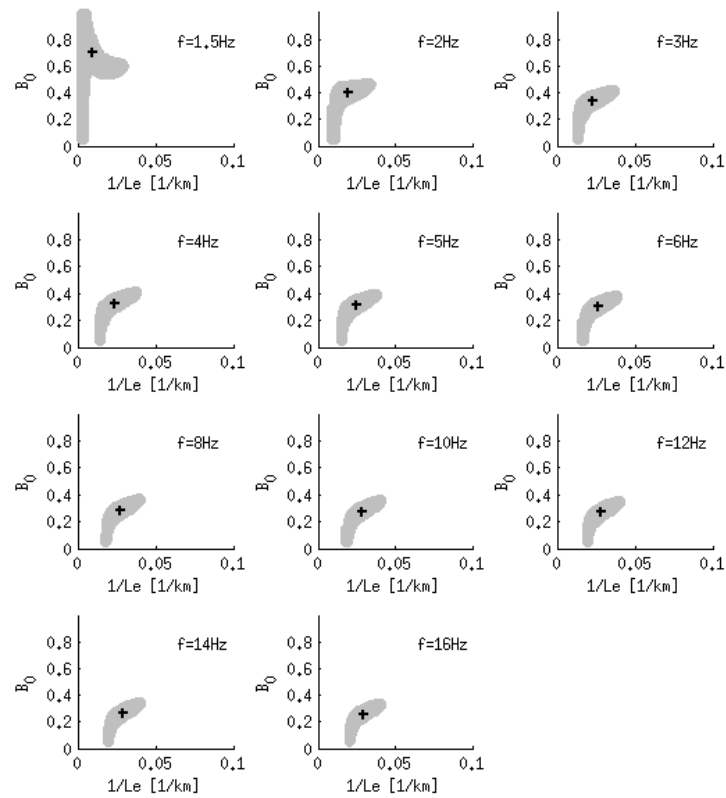 0.8
0.6
0.4
0.2
0
B0
f=1.5Hz
0 0.05 0.1
1/Le [1/km]
0.8
0.6
0.4
0.2
0
B0
f=2Hz
0 0.05 0.1
1/Le [1/km]
0.8
0.6
0.4
0.2
0
B0
f=3Hz
0 0.05 0.1
1/Le [1/km]
0.8
0.6
0.4
0.2
0
B0
f=4Hz
0 0.05 0.1
1/Le [1/km]
0.8
0.6
0.4
0.2
0
B0
f=5Hz
0 0.05 0.1
1/Le [1/km]
0.8
0.6
0.4
0.2
0
B0
f=6Hz
0 0.05 0.1
1/Le [1/km]
0.8
0.6
0.4
0.2
0
B0
f=8Hz
0 0.05 0.1
1/Le [1/km]
0.8
0.6
0.4
0.2
0
B0
f=10Hz
0 0.05 0.1
1/Le [1/km]
0.8
0.6
0.4
0.2
0
B0
f=12Hz
0 0.05 0.1
1/Le [1/km]
0.8
0.6
0.4
0.2
0
B0
f=14Hz
0 0.05 0.1
1/Le [1/km]
0.8
0.6
0.4
0.2
0
B0
f=16Hz
0 0.05 0.1
1/Le [1/km]